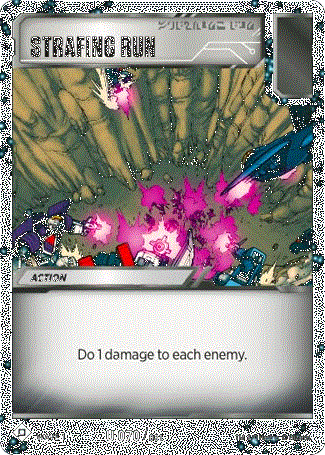 STRAFING RUN
ACTION
Do 1 damage to each enemy.